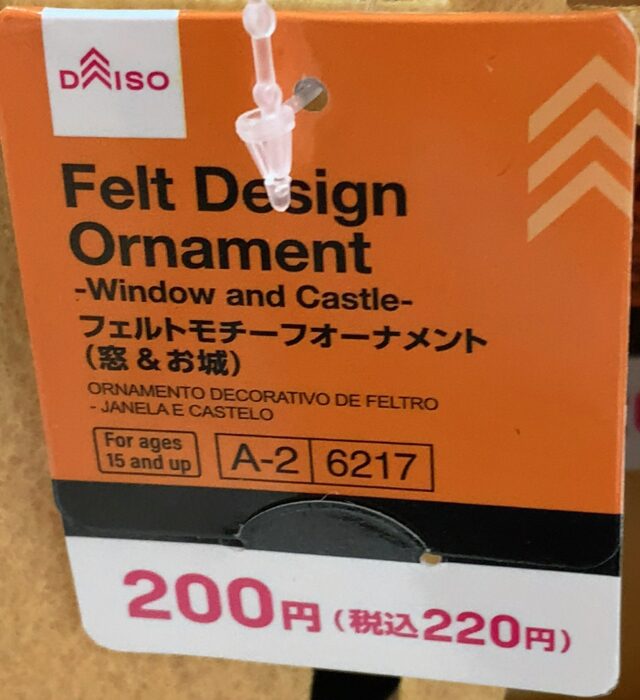 DAISO
Felt Design
Ornament
-Window and Castle-
フェルトモチーフオーナメント
(窓&お城)
ORNAMENTO DECORATIVO DE FELTRO
- JANELA E CASTELO
For ages
15 and up
A-2 6217
200円(税込220円)